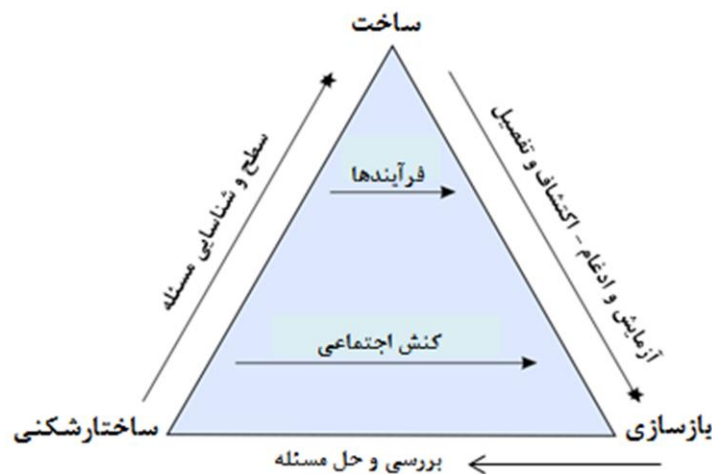 ساخت
سطح و شناسایی مسئله
آزمایش و ادغام - اکتشاف و تفصیل
فرآیندها
کنش اجتماعی
بازسازی
ساختارشکنی
بررسی و حل مسئله